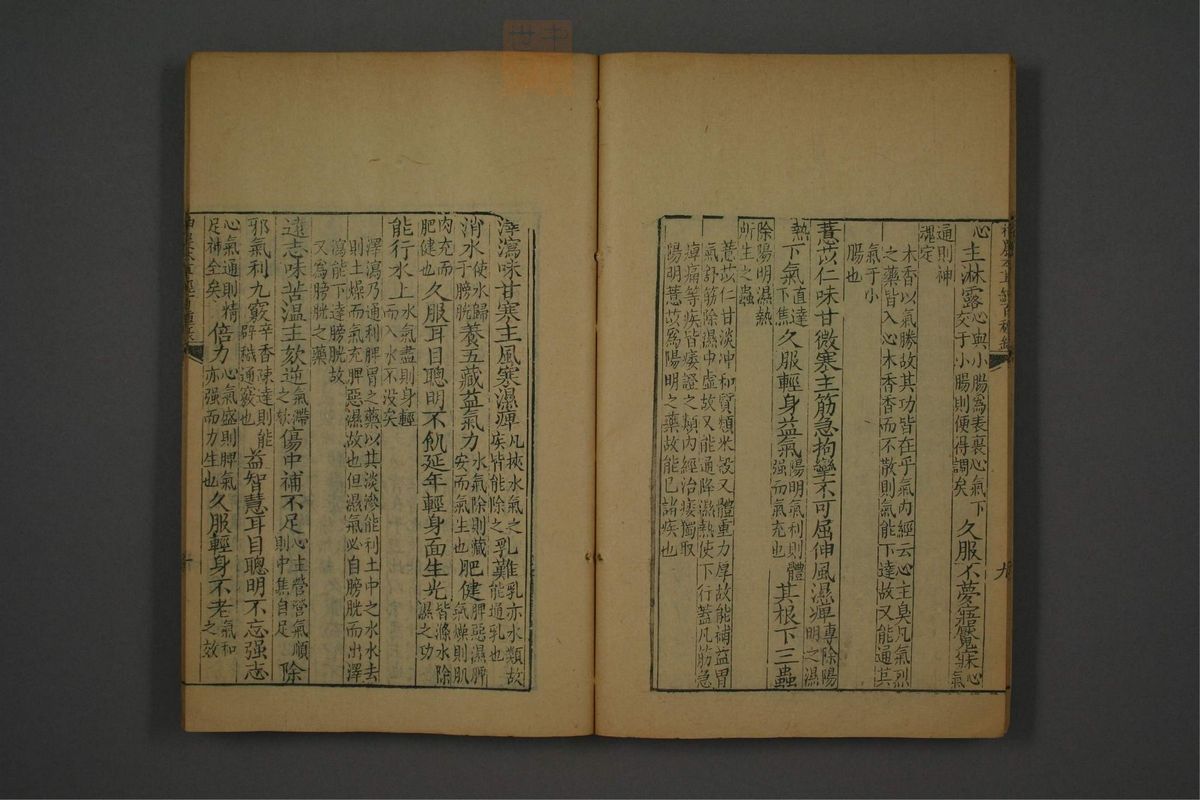 心主淋露心與小腸爲表裏心氣下交于小腸則便得調矣久服不夢寤魘寐心氣
通則神魂定
木香以氣勝故其功皆在乎氣內經云心主臭凡氣烈
之藥皆入心木香香而不散則氣能下達故又能通其
氣于小
腸也
薏苡仁味甘微寒主筋急拘攣不可屈伸風濕痺專除陽明之濕
熱下氣直達下焦久服輕身益氣陽明氣利則體强而氣充也其根下三蟲
除陽明濕熱所生之蟲
薏苡仁甘淡冲和質類米穀又體重力厚故能補益胃
氣舒筋除濕中虛故又能通降濕熱使下行蓋凡筋急
痺痛等疾皆痿證之類內經治痿獨取
陽明薏苡爲陽明之藥故能已諸疾也
九
澤瀉味甘寒主風寒濕痺凡挾水氣之疾皆能除之乳難乳亦水類故能通乳也
消水使水歸于膀胱養五藏益氣力水氣除則藏安而氣生也肥健脾惡濕脾氣燥則肌
肉充而肥健也久服耳目聰明不飢延年輕身面生光皆滌水除濕之功
能行水上水氣盡則身輕而入水不没矣
澤瀉乃通利脾胃之藥以其淡滲能利土中之水水去
則土燥而氣充脾惡濕故也但濕氣必自膀胱而出澤
瀉能下達膀胱故
又爲膀胱之藥
遠志味苦溫主欬逆氣滯之欬傷中補不足心主營營氣順則中焦自足除
邪氣利九竅辛香疎達則能辟穢通竅也益智慧耳目聰明不忘强志
心氣通則精足神全矣倍力心氣盛則脾氣亦强而力生也久服輕身不老氣和之效